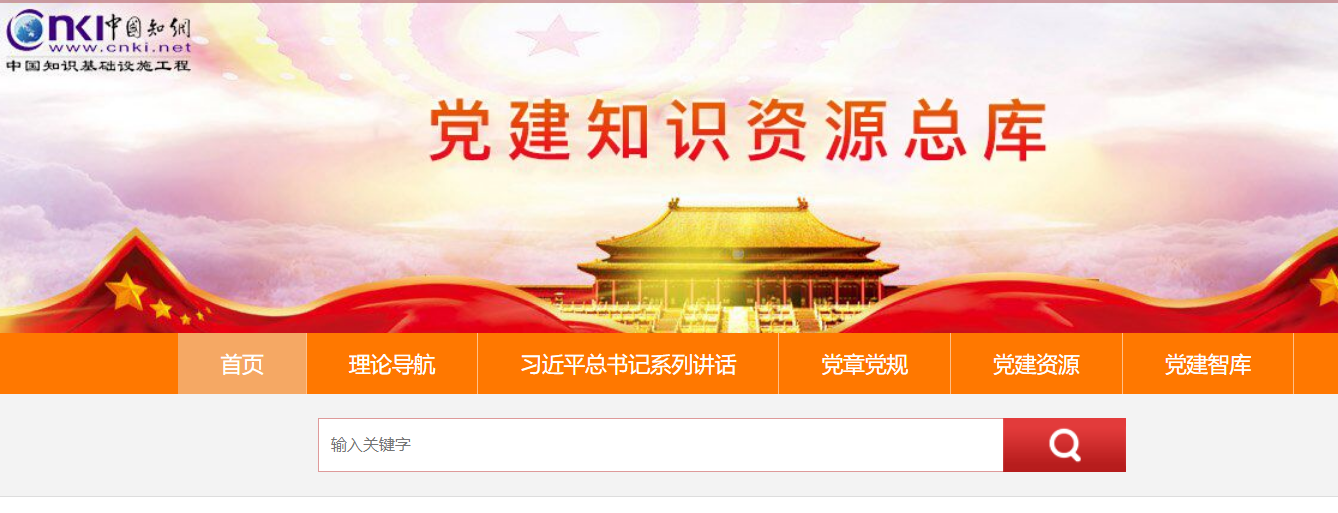 cnki中国知网
www.cnki.net
中国知识基础设施工程
党建知识资源总库
首页 理论导航 习近平总书记系列讲话 党章党规 党建资源 党建智库
输入关键字